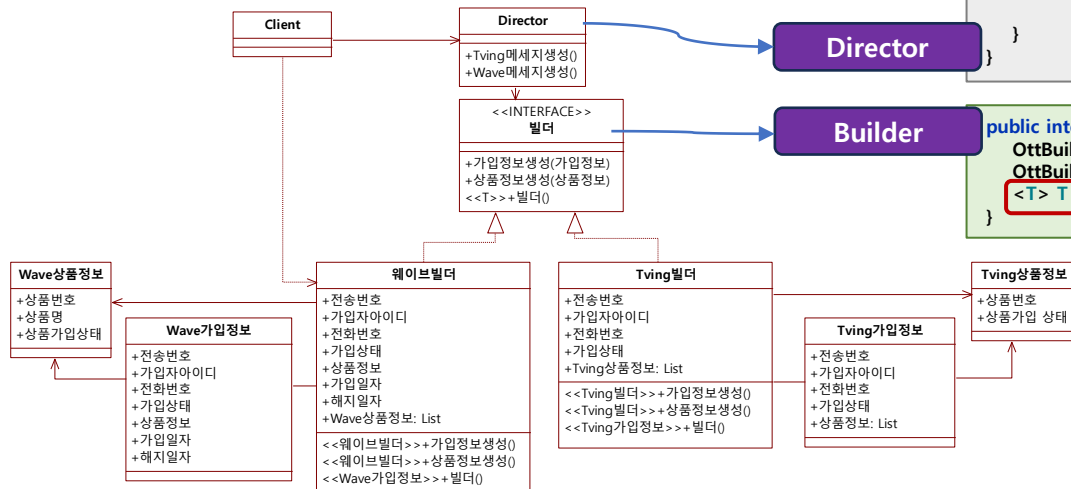 Client
Director
+Tving메세지생성()
+Wave메세지생성()
Director
}
}
<<INTERFACE>>
빌더
+가입정보생성(가입정보)
+상품정보생성(상품정보)
<<T>>+빌더()
Builder
public int
OttBuil
OttBuil
<T> T
}
Wave상품정보
+상품번호
+상품명
+상품가입상태
Wave가입정보
+전송번호
+가입자아이디
+전화번호
+가입상태
+상품정보
+가입일자
+해지일자
웨이브빌더
+전송번호
+가입자아이디
+전화번호
+가입상태
+상품정보
+가입일자
+해지일자
+Wave상품정보: List
<<웨이브빌더>>+가입정보생성()
<<웨이브빌더>>+상품정보생성()
<<Wave가입정보>>+빌더()
Tving빌더
+전송번호
+가입자아이디
+전화번호
+가입상태
+Tving상품정보: List
<<Tving빌더>>+가입정보생성()
<<Tving빌더>>+상품정보생성()
<<Tving가입정보>>+빌더()
Tving가입정보
+전송번호
+가입자아이디
+전화번호
+가입상태
+상품정보: List
Tving상품정보
+상품번호
+상품가입 상태